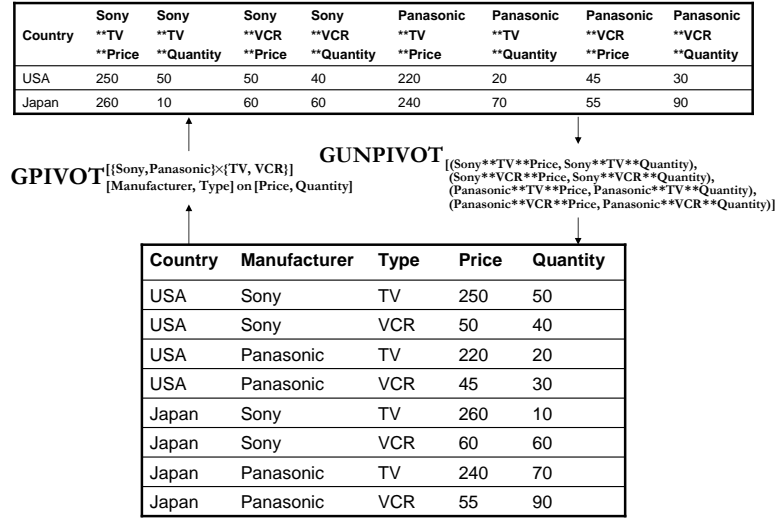 Country Sony **TV **Price Sony **TV **Quantity Sony **VCR **Price Sony **VCR **Quantity Panasonic **TV **Price Panasonic **TV **Quantity Panasonic **VCR **Price Panasonic **VCR **Quantity
USA 250 50 50 40 220 20 45 30
Japan 260 10 60 60 240 70 55 90
GPIVOT [{Sony,Panasonic}×{TV, VCR}]
[Manufacturer, Type] on [Price, Quantity]
GUNPIVOT [(Sony**TV**Price, Sony**TV**Quantity),
(Sony**VCR**Price, Sony**VCR**Quantity),
(Panasonic**TV**Price, Panasonic**TV**Quantity),
(Panasonic**VCR**Price, Panasonic**VCR**Quantity)]
Country Manufacturer Type Price Quantity
USA Sony TV 250 50
USA Sony VCR 50 40
USA Panasonic TV 220 20
USA Panasonic VCR 45 30
Japan Sony TV 260 10
Japan Sony VCR 60 60
Japan Panasonic TV 240 70
Japan Panasonic VCR 55 90